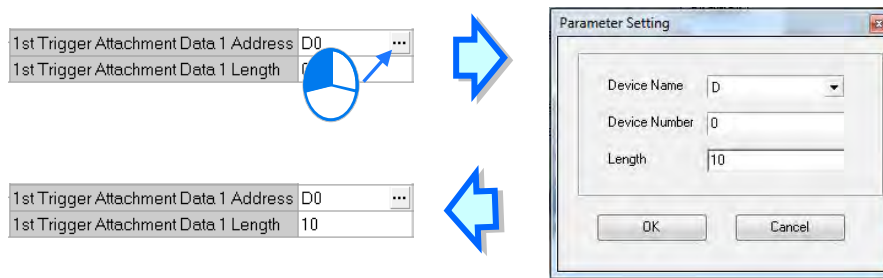 1st Trigger Attachment Data 1 Address D0 ...
1st Trigger Attachment Data 1 Length
Parameter Setting
Device Name D
Device Number 0
Length 10
OK Cancel
1st Trigger Attachment Data 1 Address D0 ...
1st Trigger Attachment Data 1 Length 10